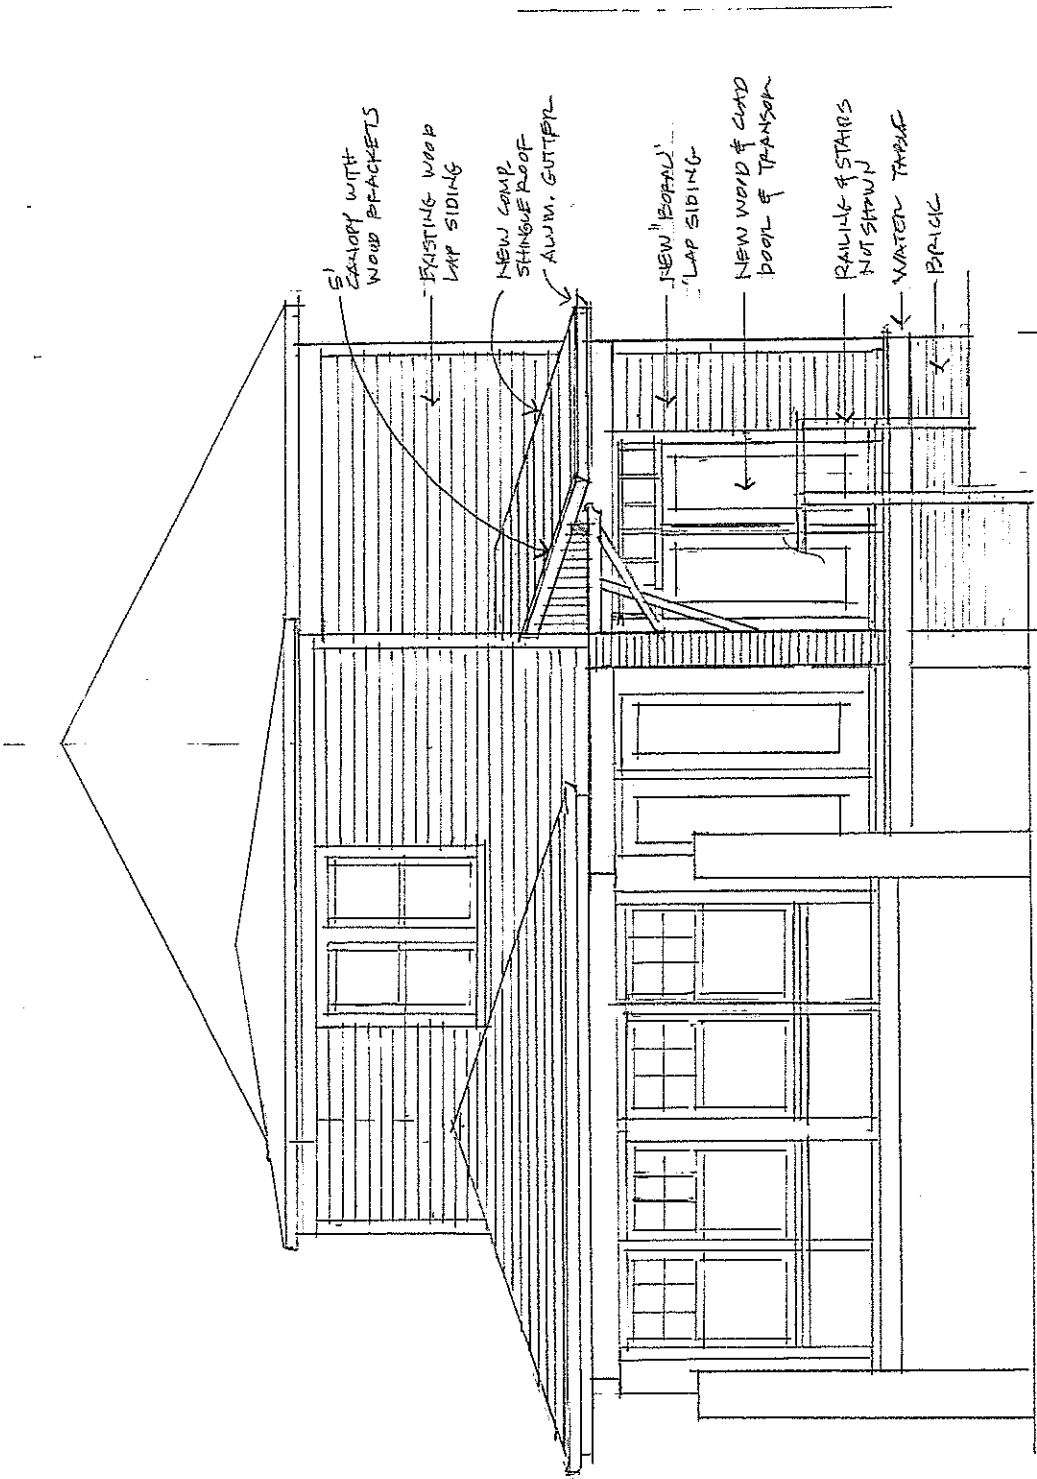 5'
CANOPY WITH
WOOD BRACKETS
EXISTING WOOD
LAP SIDING
NEW COMP.
SHINGLE ROOF
ALUM. GUTTER
NEW "BORAL"
LAP SIDING
NEW WOOD & CLAD
DOOR & TRANSOM
RAILING & STAIRS
NOT SHOWN
WATER TABLE
BRICK